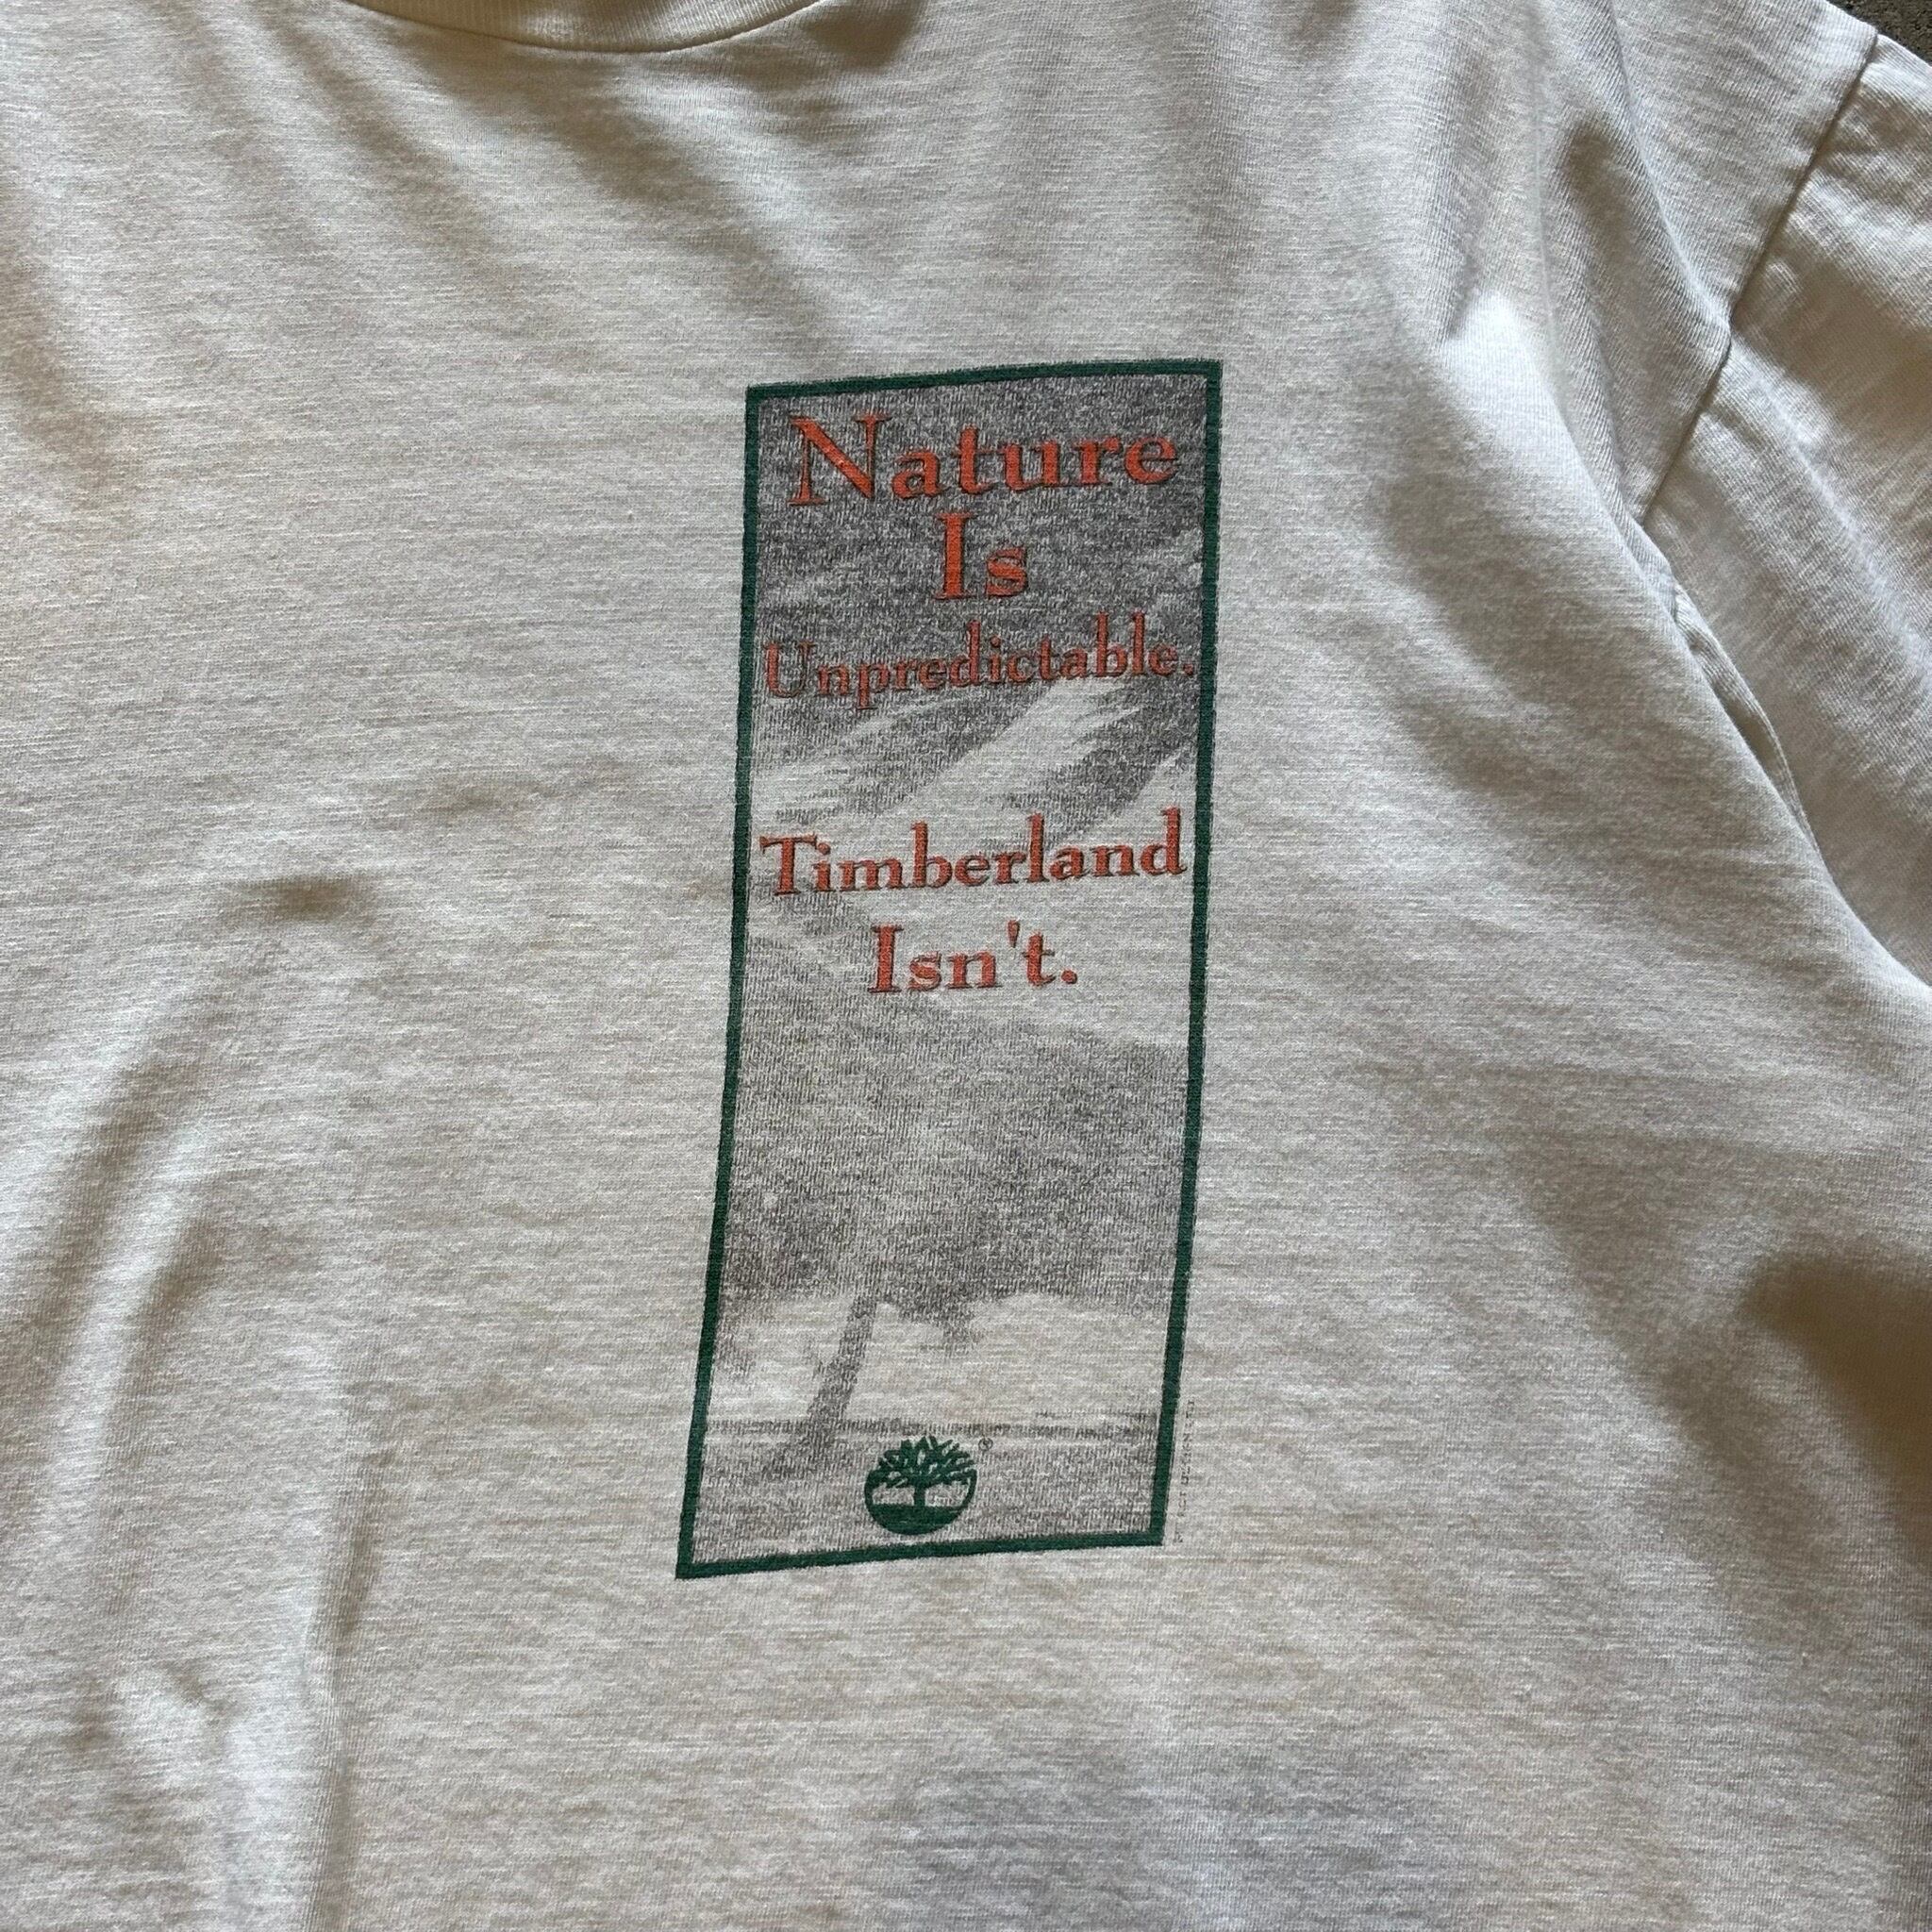 Nature
Is
Unpredictable.
Timberland
Isn't.
®